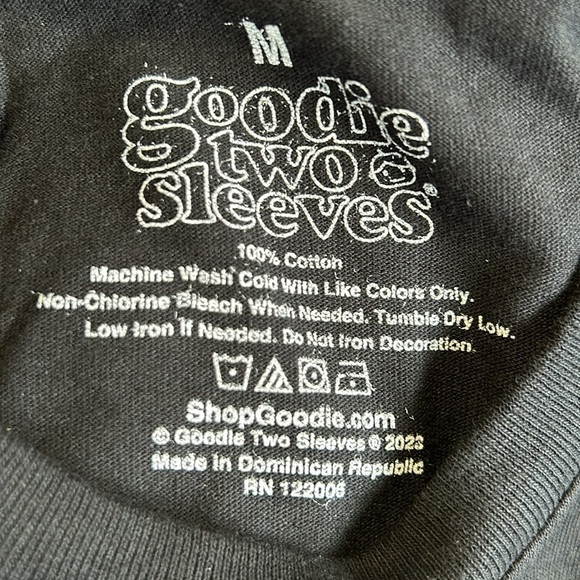 M
goodie
two
sleeves®
100% Cotton
Machine Wash Cold With Like Colors Only.
Non-Chlorine Bleach When Needed. Tumble Dry Low.
Low Iron If Needed. Do Not Iron Decoration.
ShopGoodie.com
© Goodie Two Sleeves ® 2023
Made in Dominican Republic
RN 122006